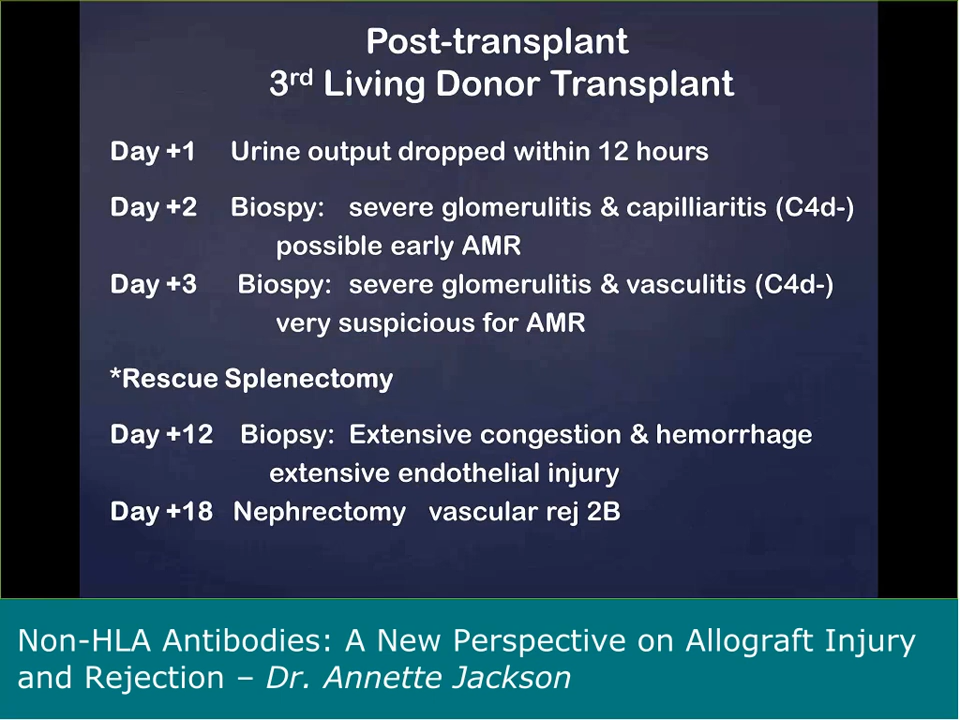 Post-transplant
3rd Living Donor Transplant
Day +1 Urine output dropped within 12 hours
Day +2 Biospy: severe glomerulitis & capilliaritis (C4d-)
possible early AMR
Day +3 Biospy: severe glomerulitis & vasculitis (C4d-)
very suspicious for AMR
*Rescue Splenectomy
Day +12 Biopsy: Extensive congestion & hemorrhage
extensive endothelial injury
Day +18 Nephrectomy vascular rej 2B
Non-HLA Antibodies: A New Perspective on Allograft Injury
and Rejection – Dr. Annette Jackson